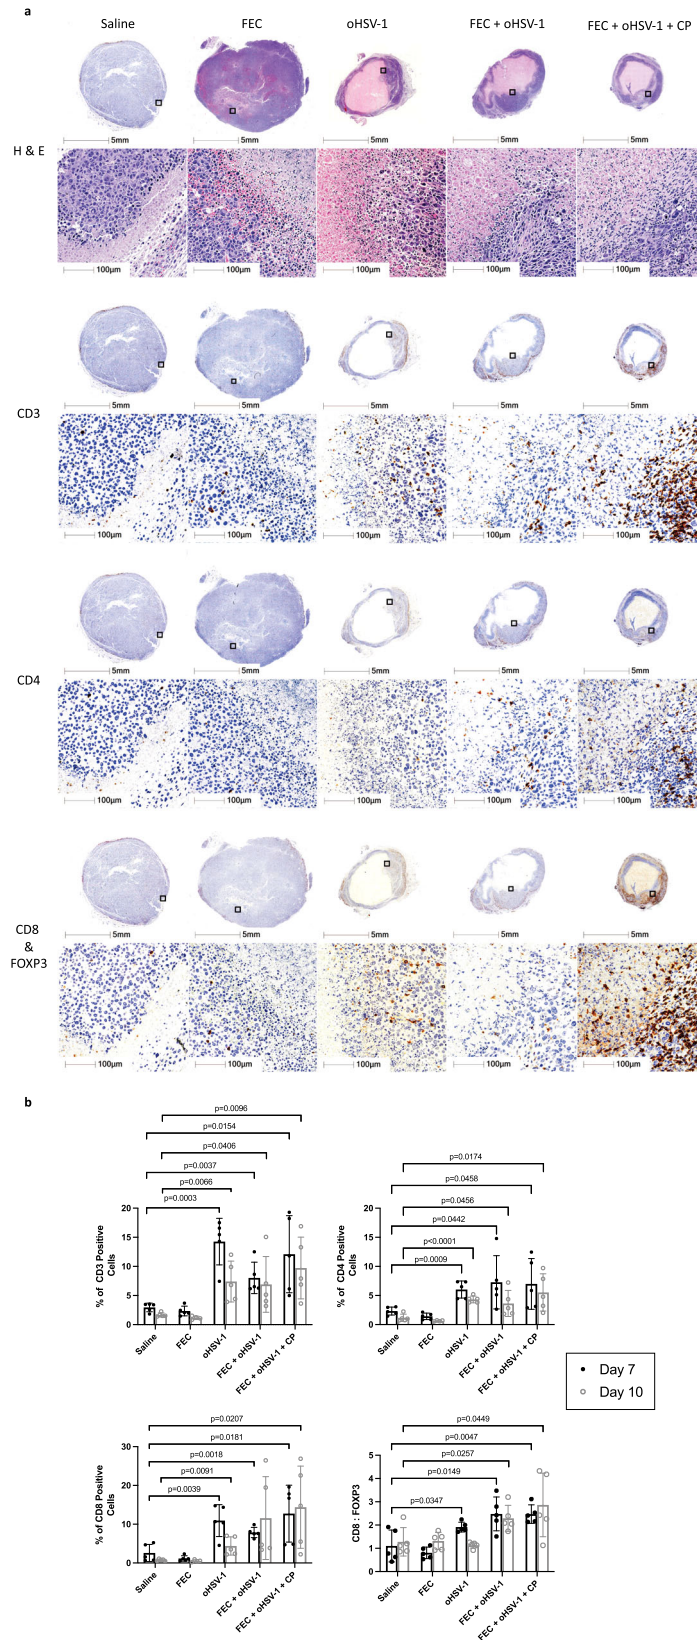 a
Saline FEC oHSV-1 FEC + oHSV-1 FEC + oHSV-1 + CP
5mm 5mm 5mm 5mm 5mm
H & E
100µm 100µm 100µm 100µm 100µm
5mm 5mm 5mm 5mm 5mm
CD3
100µm 100µm 100µm 100µm 100µm
5mm 5mm 5mm 5mm 5mm
CD4
100µm 100µm 100µm 100µm 100µm
5mm 5mm 5mm 5mm 5mm
CD8
&
FOXP3
100µm 100µm 100µm 100µm 100µm
b
p=0.0096
p=0.0154
p=0.0406
p=0.0037
p=0.0066
p=0.0003
% of CD3 Positive
Cells
20
15
10
5
0
Saline
FEC
oHSV-1
FEC + oHSV-1
FEC + oHSV-1 + CP
p=0.0174
p=0.0458
p=0.0456
p=0.0442
p<0.0001
p=0.0009
% of CD4 Positive
Cells
20
15
10
5
0
Saline
FEC
oHSV-1
FEC + oHSV-1
FEC + oHSV-1 + CP
Day 7
Day 10
p=0.0207
p=0.0181
p=0.0018
p=0.0091
p=0.0039
% of CD8 Positive
Cells
30
20
10
0
Saline
FEC
oHSV-1
FEC + oHSV-1
FEC + oHSV-1 + CP
p=0.0449
p=0.0047
p=0.0257
p=0.0149
p=0.0347
CD8 : FOXP3
5
4
3
2
1
0
Saline
FEC
oHSV-1
FEC + oHSV-1
FEC + oHSV-1 + CP